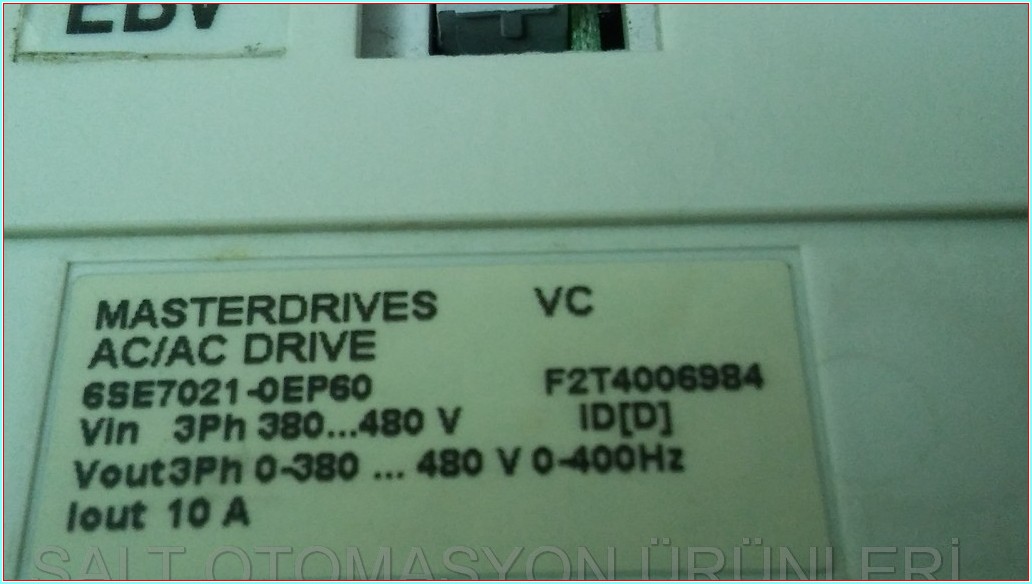 EBV
MASTERDRIVES VC
AC/AC DRIVE
6SE7021-0EP60 F2T4006984
Vin 3Ph 380...480 V ID[D]
Vout3Ph 0-380 ... 480 V 0-400Hz
Iout 10 A
SALT OTOMASYON ÜRÜNLERİ